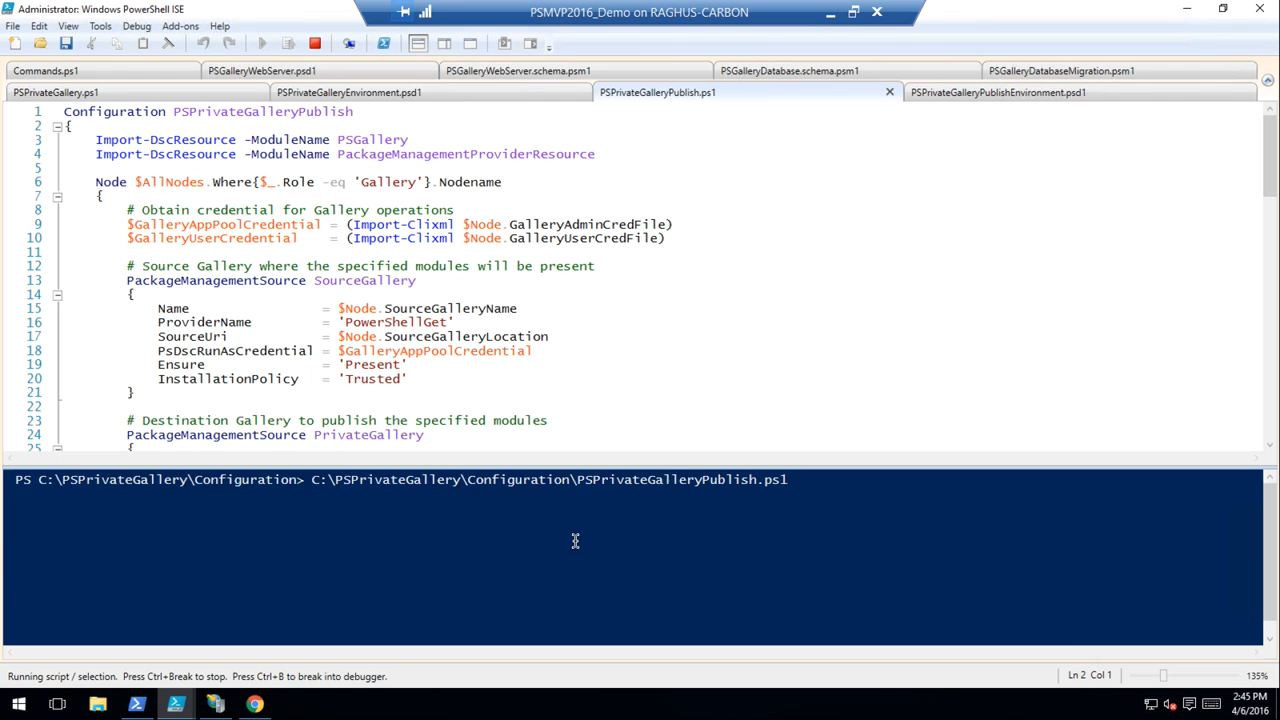 Administrator: Windows PowerShell ISE
PSMVP2016_Demo on RAGHUS-CARBON
File Edit View Tools Debug Add-ons Help
Commands.ps1 PSGalleryWebServer.psd1 PSGalleryWebServer.schema.psm1 PSGalleryDatabase.schema.psm1 PSGalleryDatabaseMigration.psm1
PSPrivateGallery.ps1 PSPrivateGalleryEnvironment.psd1 PSPrivateGalleryPublish.ps1 PSPrivateGalleryPublishEnvironment.psd1
1 Configuration PSPrivateGalleryPublish
2 {
3 Import-DscResource -ModuleName PSGallery
4 Import-DscResource -ModuleName PackageManagementProviderResource
5
6 Node $AllNodes.Where{$_.Role -eq 'Gallery'}.Nodename
7 {
8 # Obtain credential for Gallery operations
9 $GalleryAppPoolCredential = (Import-Clixml $Node.GalleryAdminCredFile)
10 $GalleryUserCredential = (Import-Clixml $Node.GalleryUserCredFile)
11
12 # Source Gallery where the specified modules will be present
13 PackageManagementSource SourceGallery
14 {
15 Name = $Node.SourceGalleryName
16 ProviderName = 'PowerShellGet'
17 SourceUri = $Node.SourceGalleryLocation
18 PsDscRunAsCredential = $GalleryAppPoolCredential
19 Ensure = 'Present'
20 InstallationPolicy = 'Trusted'
21 }
22
23 # Destination Gallery to publish the specified modules
24 PackageManagementSource PrivateGallery
25 {
PS C:\PSPrivateGallery\Configuration> C:\PSPrivateGallery\Configuration\PSPrivateGalleryPublish.ps1
Running script / selection. Press Ctrl+Break to stop. Press Ctrl+B to break into debugger. Ln 2 Col 1 135%
2:45 PM
4/6/2016